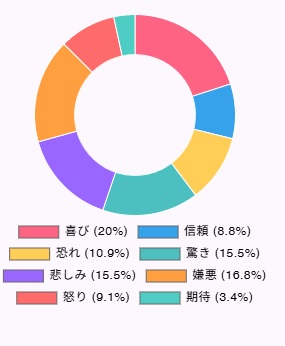 喜び (20%) 信頼 (8.8%)
恐れ (10.9%) 驚き (15.5%)
悲しみ (15.5%) 嫌悪 (16.8%)
怒り (9.1%) 期待 (3.4%)